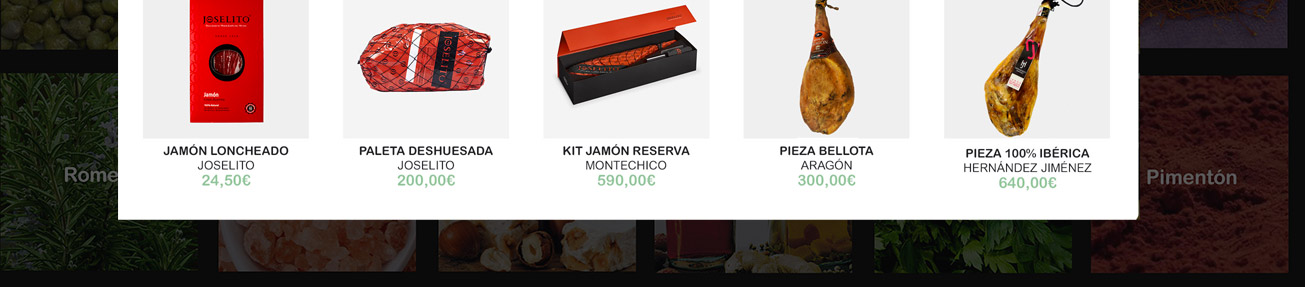 JOSELITO
Jamón
JOSELITO
JAMÓN LONCHEADO
JOSELITO
24,50€
PALETA DESHUESADA
JOSELITO
200,00€
KIT JAMÓN RESERVA
MONTECHICO
590,00€
PIEZA BELLOTA
ARAGÓN
300,00€
PIEZA 100% IBÉRICA
HERNÁNDEZ JIMÉNEZ
640,00€
Rome
Pimentón